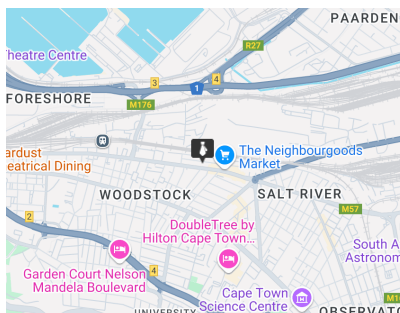 PAARDEN
R27
Theatre Centre
3
4
1
FORESHORE
M176
The Neighbourgoods
Market
ardust
eatrical Dining
WOODSTOCK
SALT RIVER
M57
2
DoubleTree by
Hilton Cape Town...
South A
Astronom
4
Garden Court Nelson
Mandela Boulevard
Cape Town
Science Centre
UNIVERSITY
OBSERVATO